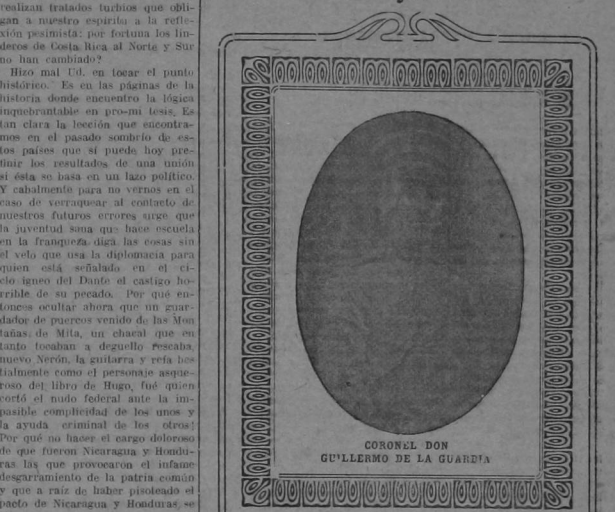 realizan tratados turbios que obli-
gan a nuestro espíritu a la refle-
xión pesimista: por fortuna los lin-
deros de Costa Rica al Norte y Sur
no han cambiado?
Hizo mal Ud. en tocar el punto
histórico. Es en las páginas de la
historia donde encuentro la lógica
inquebrantable en pro-mi tesis. Es
tan clara la lección que encontra-
mos en el pasado sombrío de es-
tos países que sí puede hoy pre-
finir los resultados de una unión
si ésta se basa en un lazo político.
Y cabalmente para no vernos en el
caso de verraquear al contacto de
nuestros futuros errores urge que
la juventud sana que hace escuela
en la franqueza diga las cosas sin
el velo que usa la diplomacia para
quien está señalado en el cí-
clo ígneo del Dante el castigo ho-
rrible de su pecado. Por qué en-
tonces ocultar ahora que un guar-
dador de puercos venido de las Mon
tañas de Mita, un chacal que en
tanto tocaban a deguello rescaba,
nuevo Nerón, la guitarra y reía bes
tialmente como el personaje asque-
roso del libro de Hugo, fué quien
cortó el nudo federal ante la im-
pasible complicidad de los unos y
la ayuda criminal de los otros!
Por qué no hacer el cargo doloroso
de que fueron Nicaragua y Hondu-
ras las que provocaron el infame
desgarramiento de la patria común
y que a raíz de haber pisoteado el
pacto de Nicaragua y Honduras se
CORONEL DON
GUILLERMO DE LA GUARDIA